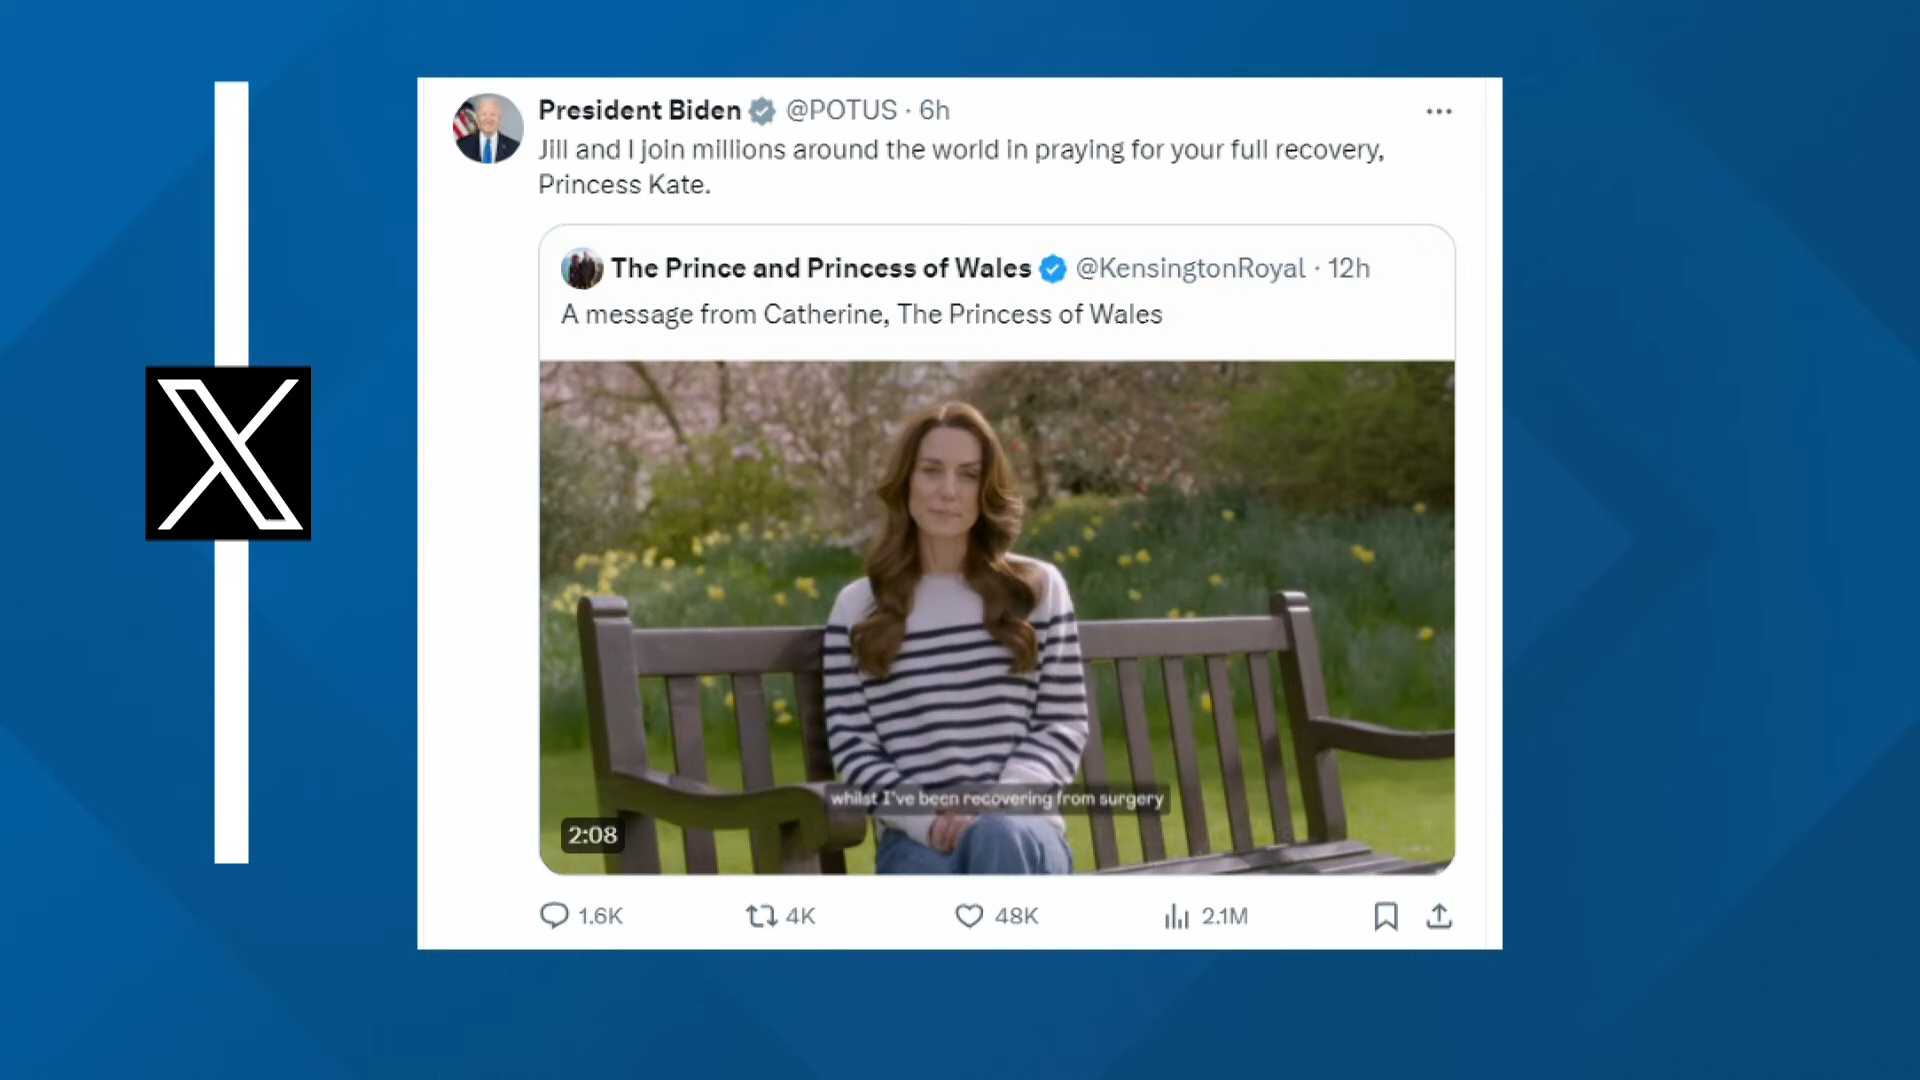 President Biden @POTUS · 6h
Jill and I join millions around the world in praying for your full recovery,
Princess Kate.
The Prince and Princess of Wales @KensingtonRoyal · 12h
A message from Catherine, The Princess of Wales
whilst I've been recovering from surgery
2:08
1.6K 4K 48K 2.1M